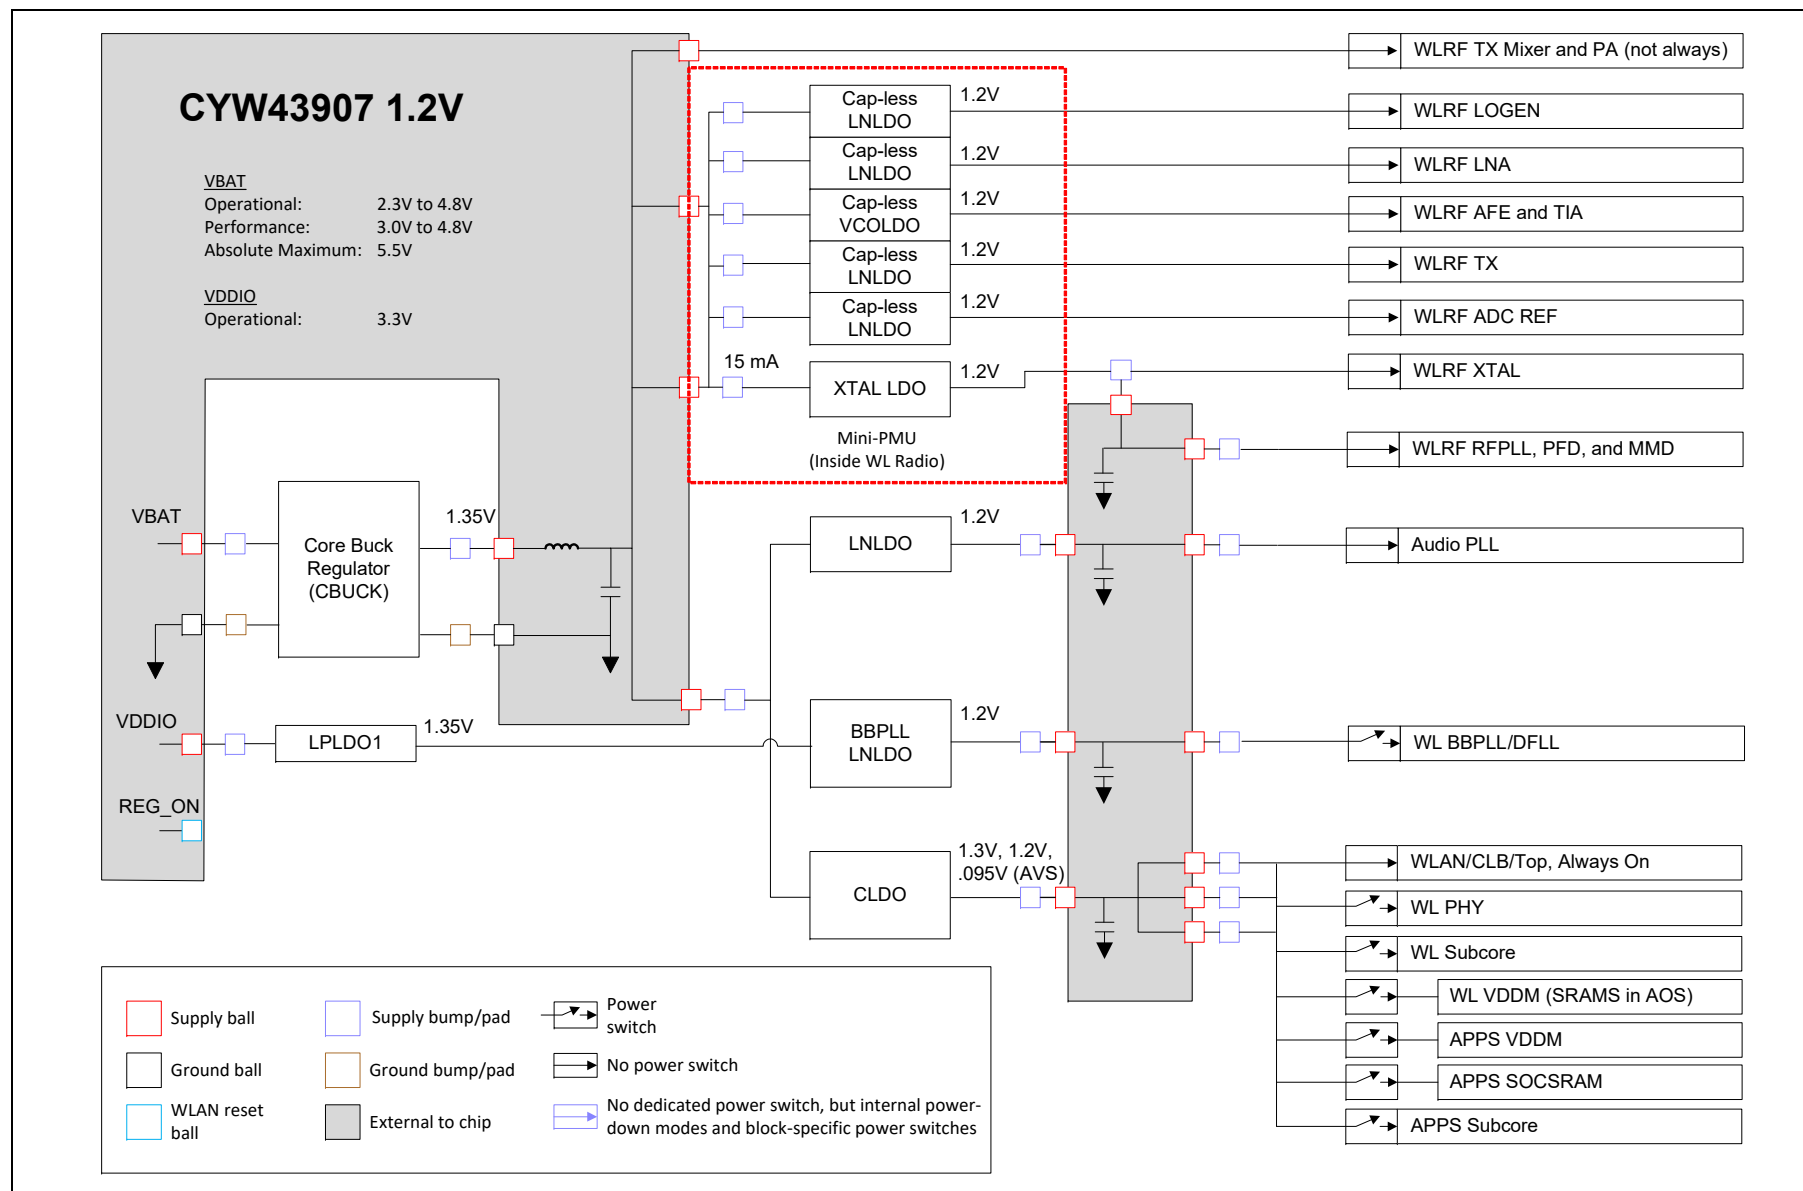 CYW43907 1.2V
VBAT
Operational: 2.3V to 4.8V
Performance: 3.0V to 4.8V
Absolute Maximum: 5.5V
VDDIO
Operational: 3.3V
WLRF TX Mixer and PA (not always)
Cap-less
LNLDO
1.2V
WLRF LOGEN
Cap-less
LNLDO
1.2V
WLRF LNA
Cap-less
VCOLDO
1.2V
WLRF AFE and TIA
Cap-less
LNLDO
1.2V
WLRF TX
Cap-less
LNLDO
1.2V
WLRF ADC REF
15 mA
XTAL LDO
1.2V
WLRF XTAL
Mini-PMU
(Inside WL Radio)
WLRF RFPLL, PFD, and MMD
VBAT
Core Buck
Regulator
(CBUCK)
1.35V
LNLDO
1.2V
Audio PLL
VDDIO
LPLDO1
1.35V
BBPLL
LNLDO
1.2V
WL BBPLL/DFLL
REG_ON
CLDO
1.3V, 1.2V,
.095V (AVS)
WLAN/CLB/Top, Always On
WL PHY
WL Subcore
WL VDDM (SRAMS in AOS)
APPS VDDM
APPS SOCSRAM
APPS Subcore
Supply ball
Supply bump/pad
Power
switch
Ground ball
Ground bump/pad
No power switch
WLAN reset
ball
External to chip
No dedicated power switch, but internal power-
down modes and block-specific power switches